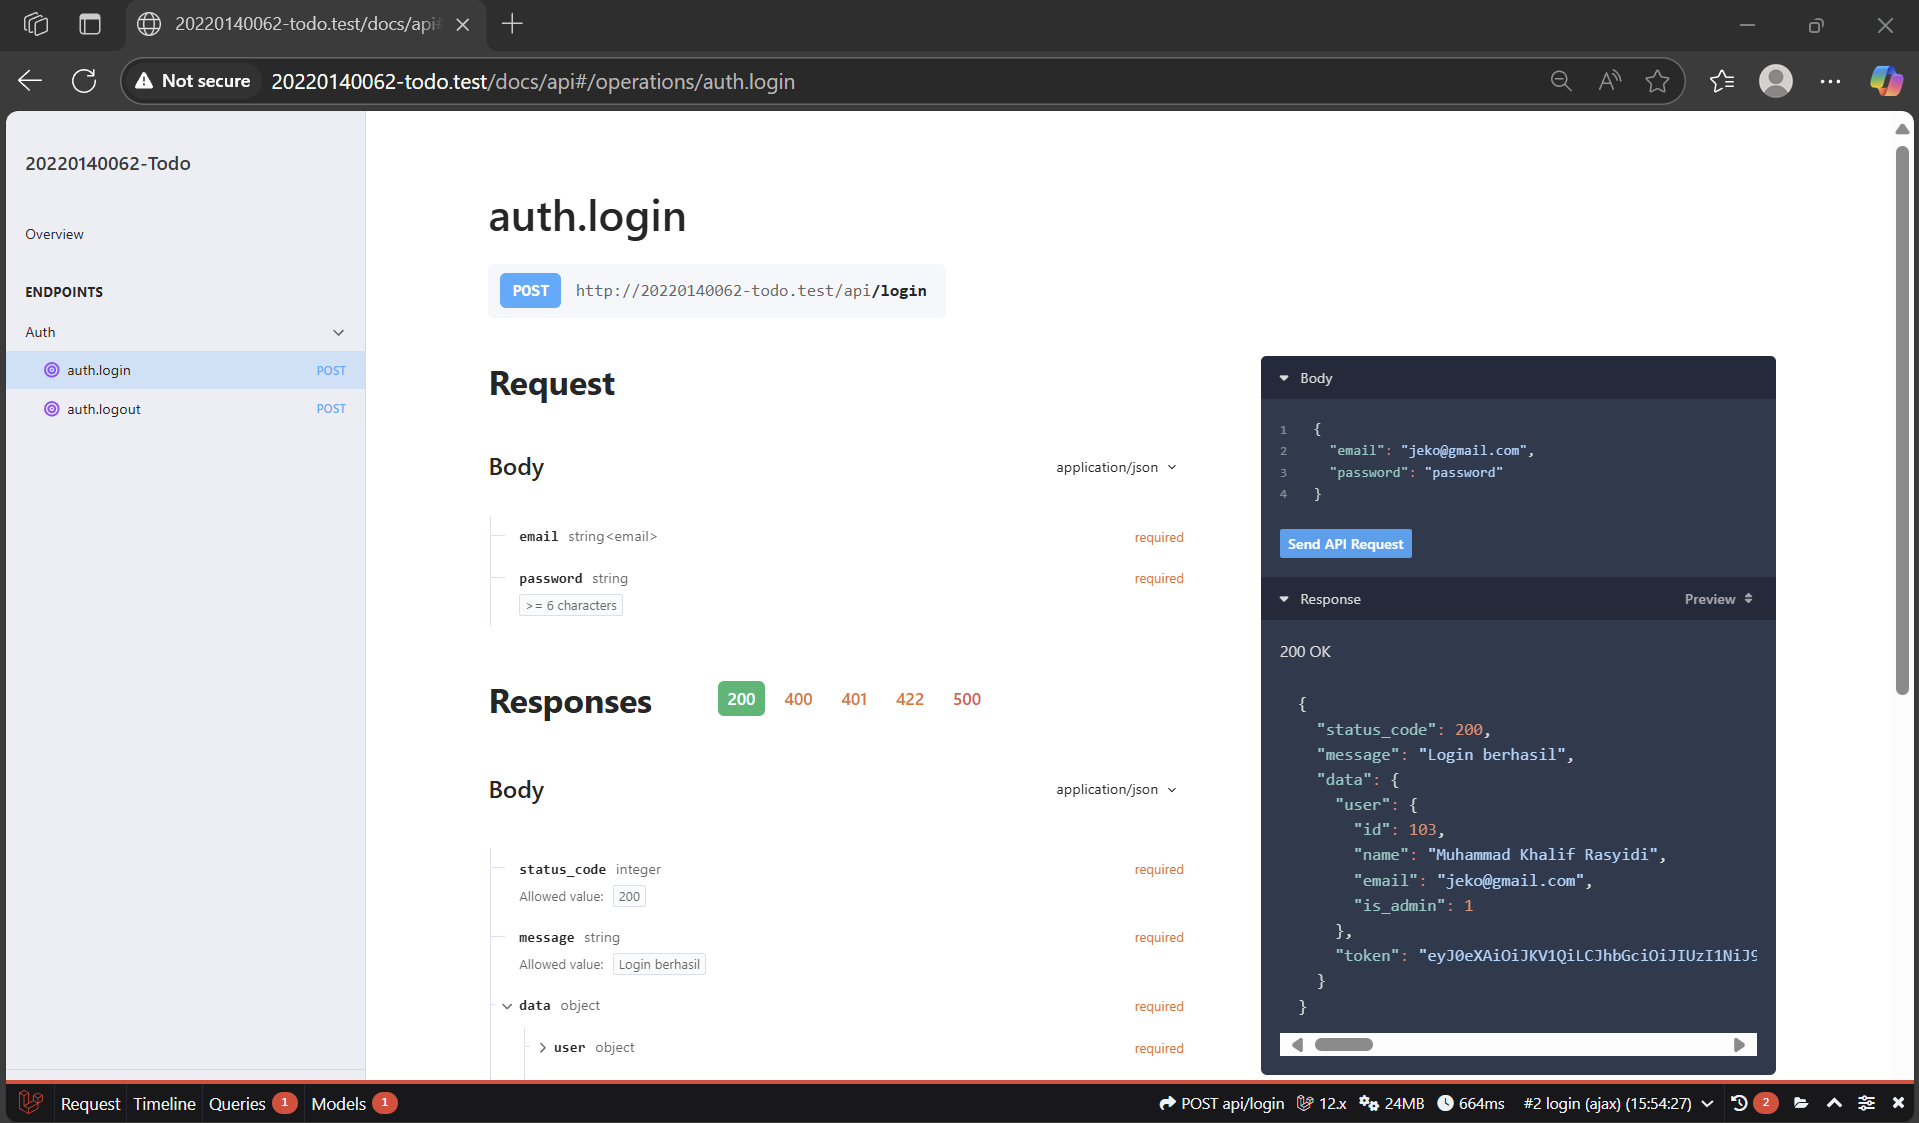 20220140062-todo.test/docs/api#
Not secure
20220140062-todo.test/docs/api#/operations/auth.login
20220140062-Todo
Overview
ENDPOINTS
Auth
auth.login POST
auth.logout POST
auth.login
POST http://20220140062-todo.test/api/login
Request
Body application/json
email string<email> required
password string required
>= 6 characters
Responses 200 400 401 422 500
Body application/json
status_code integer required
Allowed value: 200
message string required
Allowed value: Login berhasil
data object required
user object required
Body
1 {
2 "email": "jeko@gmail.com",
3 "password": "password"
4 }
Send API Request
Response Preview
200 OK
{
"status_code": 200,
"message": "Login berhasil",
"data": {
"user": {
"id": 103,
"name": "Muhammad Khalif Rasyidi",
"email": "jeko@gmail.com",
"is_admin": 1
},
"token": "eyJ0eXAiOiJKV1QiLCJhbGciOiJIUzI1NiJ9
}
}
Request Timeline Queries 1 Models 1 POST api/login 12.x 24MB 664ms #2 login (ajax) (15:54:27) 2